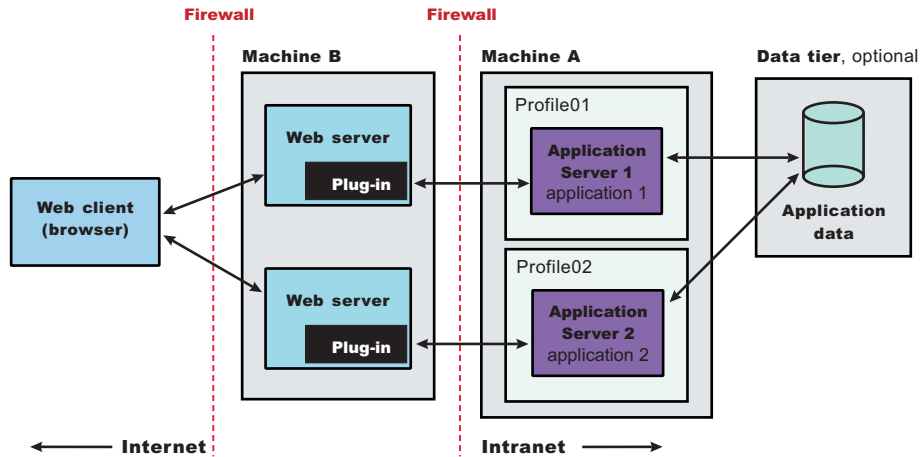 Firewall
Firewall
Machine B
Machine A
Data tier, optional
Web client
(browser)
Web server
Plug-in
Web server
Plug-in
Profile01
Application
Server 1
application 1
Profile02
Application
Server 2
application 2
Application
data
Internet
Intranet